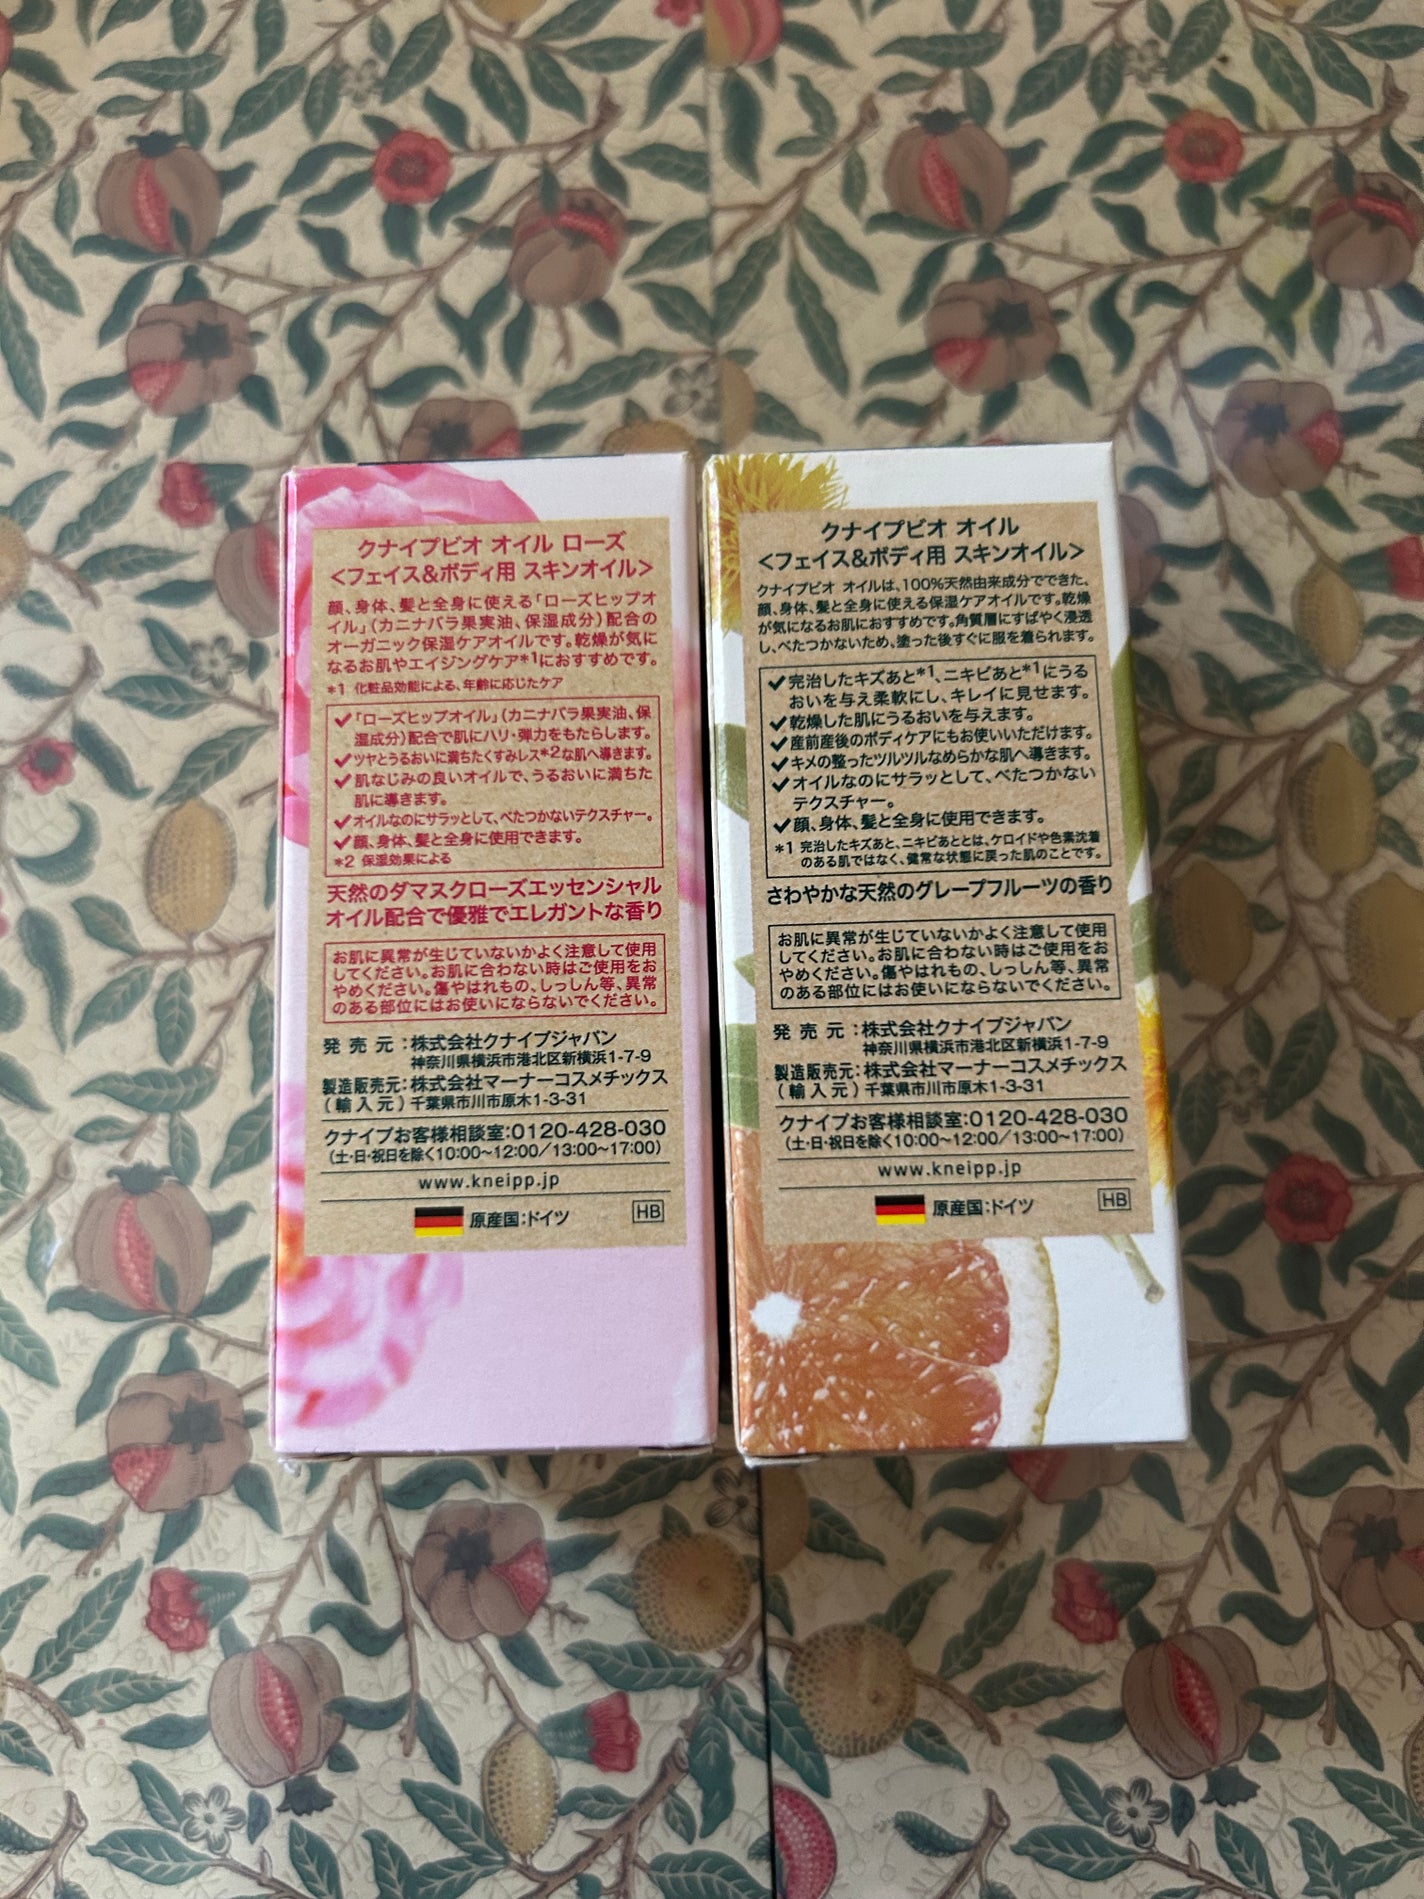 クナイプビオ オイル ローズ
<フェイス&ボディ用 スキンオイル>
顔、身体、髪と全身に使える「ローズヒップオ
イル」(カニナバラ果実油、保湿成分)配合の
オーガニック保湿ケアオイルです。乾燥が気に
なるお肌やエイジングケア*1におすすめです。
*1 化粧品効能による、年齢に応じたケア
✓「ローズヒップオイル」(カニナバラ果実油、保
湿成分)配合で肌にハリ・弾力をもたらします。
✓ツヤとうるおいに満ちたくすみレス*2な肌へ導きます。
✓肌なじみの良いオイルで、うるおいに満ちた
肌に導きます。
✓オイルなのにサラッとして、べたつかないテクスチャー。
✓顔、身体、髪と全身に使用できます。
*2 保湿効果による
天然のダマスクローズエッセンシャル
オイル配合で優雅でエレガントな香り
お肌に異常が生じていないかよく注意して使用
してください。お肌に合わない時はご使用をお
やめください。傷やはれもの、しっしん等、異常
のある部位にはお使いにならないでください。
発売元:株式会社クナイプジャパン
神奈川県横浜市港北区新横浜1-7-9
製造販売元:株式会社マーナーコスメチックス
(輸入元)千葉県市川市原木1-3-31
クナイプお客様相談室:0120-428-030
(土・日・祝日を除く10:00~12:00/13:00~17:00)
www.kneipp.jp
原産国:ドイツ HB
クナイプビオ オイル
<フェイス&ボディ用 スキンオイル>
クナイプビオ オイルは、100%天然由来成分でできた、
顔、身体、髪と全身に使える保湿ケアオイルです。乾燥
が気になるお肌におすすめです。角質層にすばやく浸透
し、べたつかないため、塗った後すぐに服を着られます。
✓完治したキズあと*1、ニキビあと*1にうる
おいを与え柔軟にし、キレイに見せます。
✓乾燥した肌にうるおいを与えます。
✓産前産後のボディケアにもお使いいただけます。
✓キメの整ったツルツルなめらかな肌へ導きます。
✓オイルなのにサラッとして、べたつかない
テクスチャー。
✓顔、身体、髪と全身に使用できます。
*1 完治したキズあと、ニキビあととは、ケロイドや色素沈着
のある肌ではなく、健常な状態に戻った肌のことです。
さわやかな天然のグレープフルーツの香り
お肌に異常が生じていないかよく注意して使用
してください。お肌に合わない時はご使用をお
やめください。傷やはれもの、しっしん等、異常
のある部位にはお使いにならないでください。
発売元:株式会社クナイプジャパン
神奈川県横浜市港北区新横浜1-7-9
製造販売元:株式会社マーナーコスメチックス
(輸入元)千葉県市川市原木1-3-31
クナイプお客様相談室:0120-428-030
(土・日・祝日を除く10:00~12:00/13:00~17:00)
www.kneipp.jp
原産国:ドイツ HB